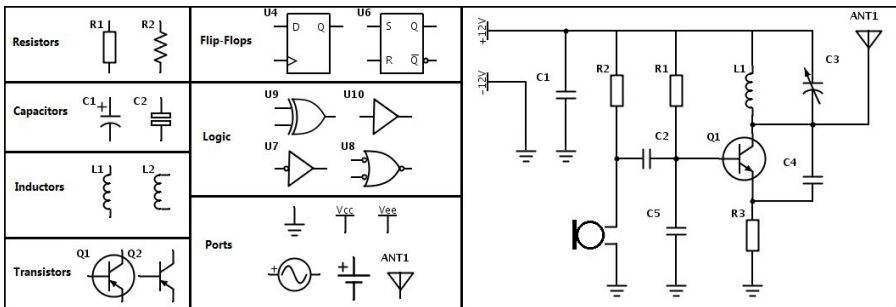 Resistors
R1
R2
Capacitors
C1
+
C2
Inductors
L1
L2
Transistors
Q1
Q2
Flip-Flops
U4
D Q
U6
S Q
R Q
Logic
U9
U10
U7
U8
Ports
Vcc
Vee
+
+
ANT1
+12V
-12V
C1
R2
R1
L1
C3
ANT1
C2
Q1
C4
C5
R3